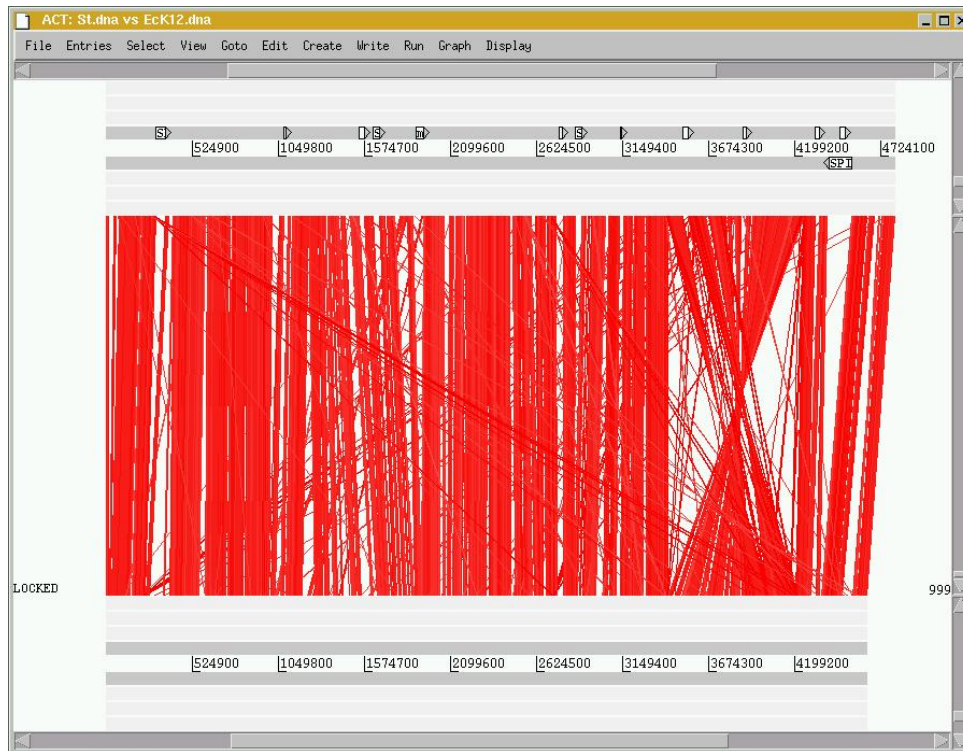 ACT: St.dna vs EcK12.dna
File Entries Select View Goto Edit Create Write Run Graph Display
S S m S
524900 1049800 1574700 2099600 2624500 3149400 3674300 4199200 4724100
SPI
LOCKED 999
524900 1049800 1574700 2099600 2624500 3149400 3674300 4199200